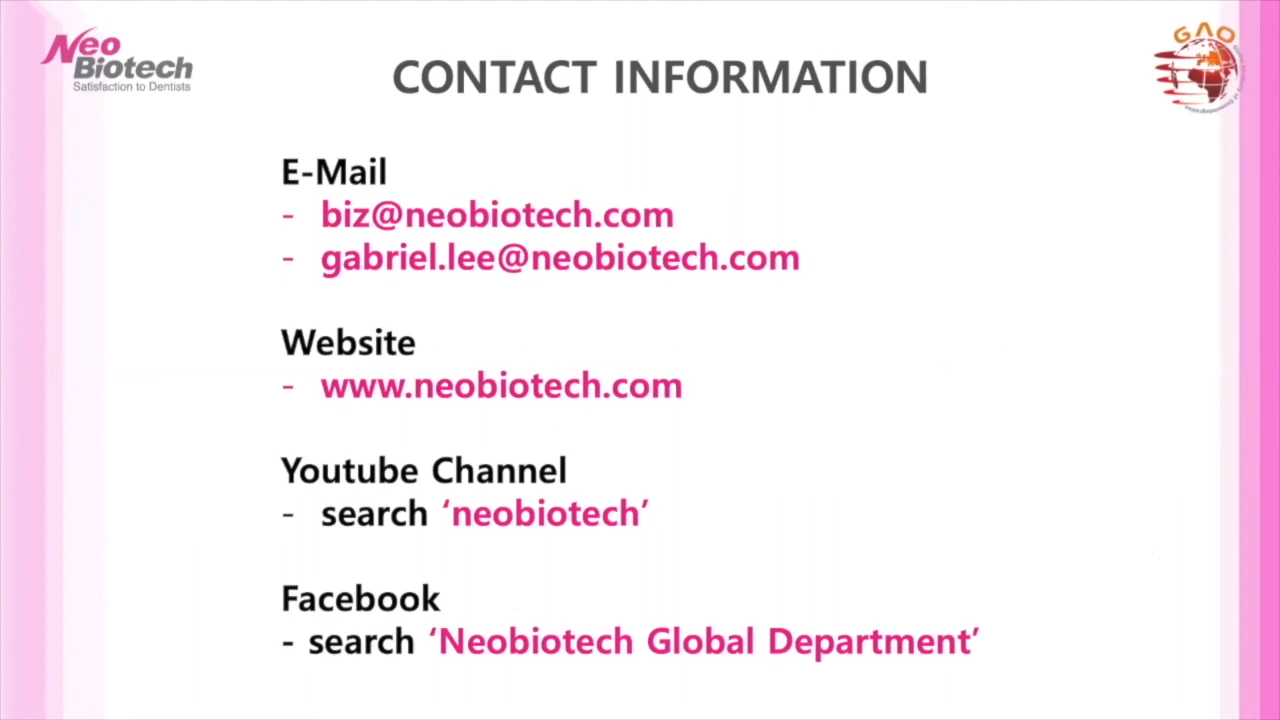 Neo
Biotech
Satisfaction to Dentists
CONTACT INFORMATION
GAO
E-Mail
- biz@neobiotech.com
- gabriel.lee@neobiotech.com
Website
- www.neobiotech.com
Youtube Channel
- search ‘neobiotech’
Facebook
- search ‘Neobiotech Global Department’